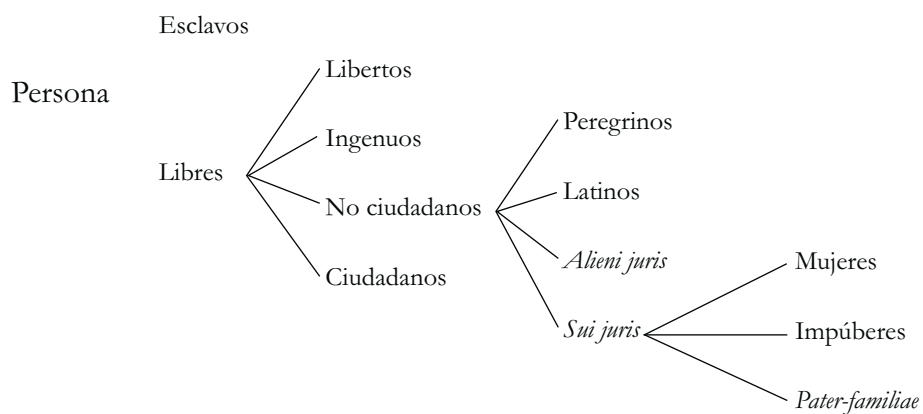 Esclavos
Persona
Libertos
Ingenuos
Libres
No ciudadanos
Ciudadanos
Peregrinos
Latinos
Alieni juris
Sui juris
Mujeres
Impúberes
Pater-familiae